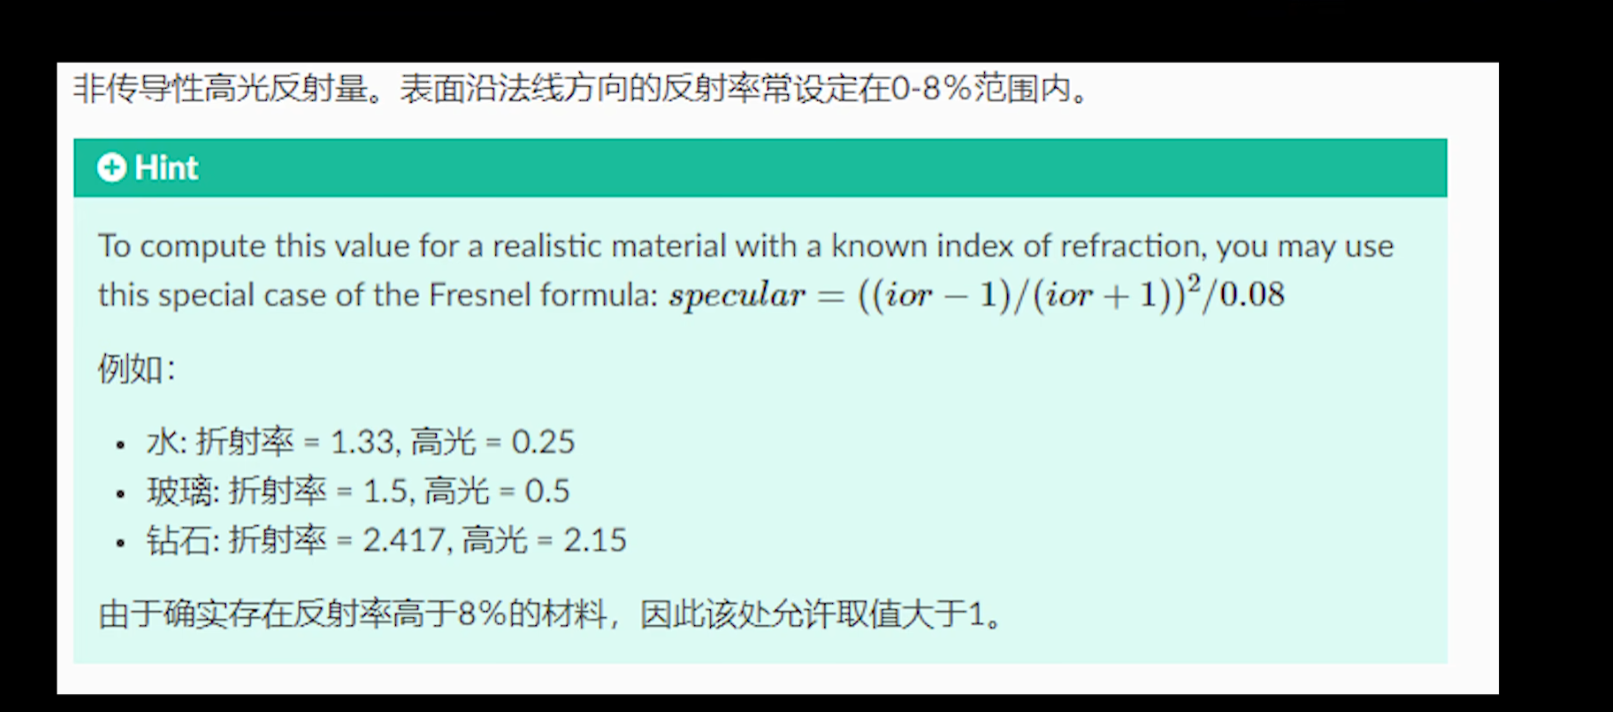 非传导性高光反射量。表面沿法线方向的反射率常设定在0-8%范围内。
Hint
To compute this value for a realistic material with a known index of refraction, you may use
this special case of the Fresnel formula: specular = ((ior − 1)/(ior + 1))²/0.08
例如：
• 水: 折射率 = 1.33, 高光 = 0.25
• 玻璃: 折射率 = 1.5, 高光 = 0.5
• 钻石: 折射率 = 2.417, 高光 = 2.15
由于确实存在反射率高于8%的材料，因此该处允许取值大于1。